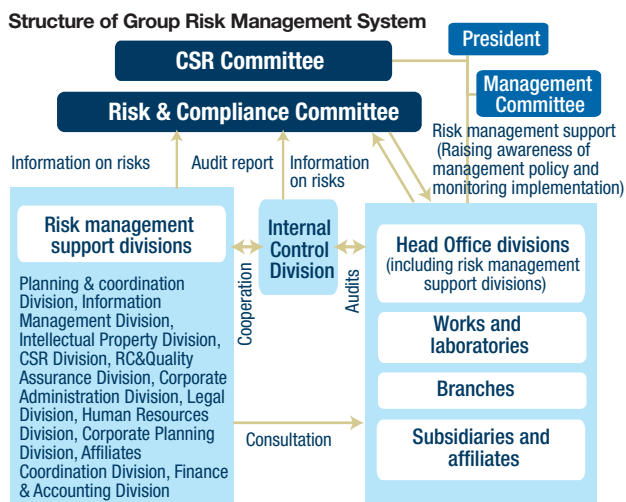 Structure of Group Risk Management System
President
CSR Committee
Management
Committee
Risk & Compliance Committee
Risk management support
(Raising awareness of
management policy and
monitoring implementation)
Information on risks
Audit report
Information
on risks
Risk management
support divisions
Internal
Control
Division
Head Office divisions
(including risk management
support divisions)
Cooperation
Audits
Planning & coordination
Division, Information
Management Division,
Intellectual Property Division,
CSR Division, RC&Quality
Assurance Division, Corporate
Administration Division, Legal
Division, Human Resources
Division, Corporate Planning
Division, Affiliates
Coordination Division, Finance
& Accounting Division
Works and
laboratories
Branches
Consultation
Subsidiaries and
affiliates